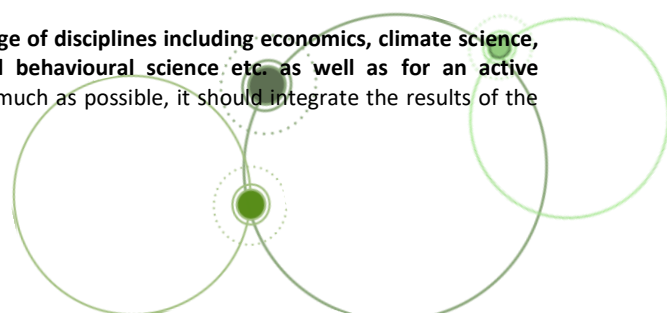 ge of disciplines including economics, climate science,
behavioural science etc. as well as for an active
much as possible, it should integrate the results of the